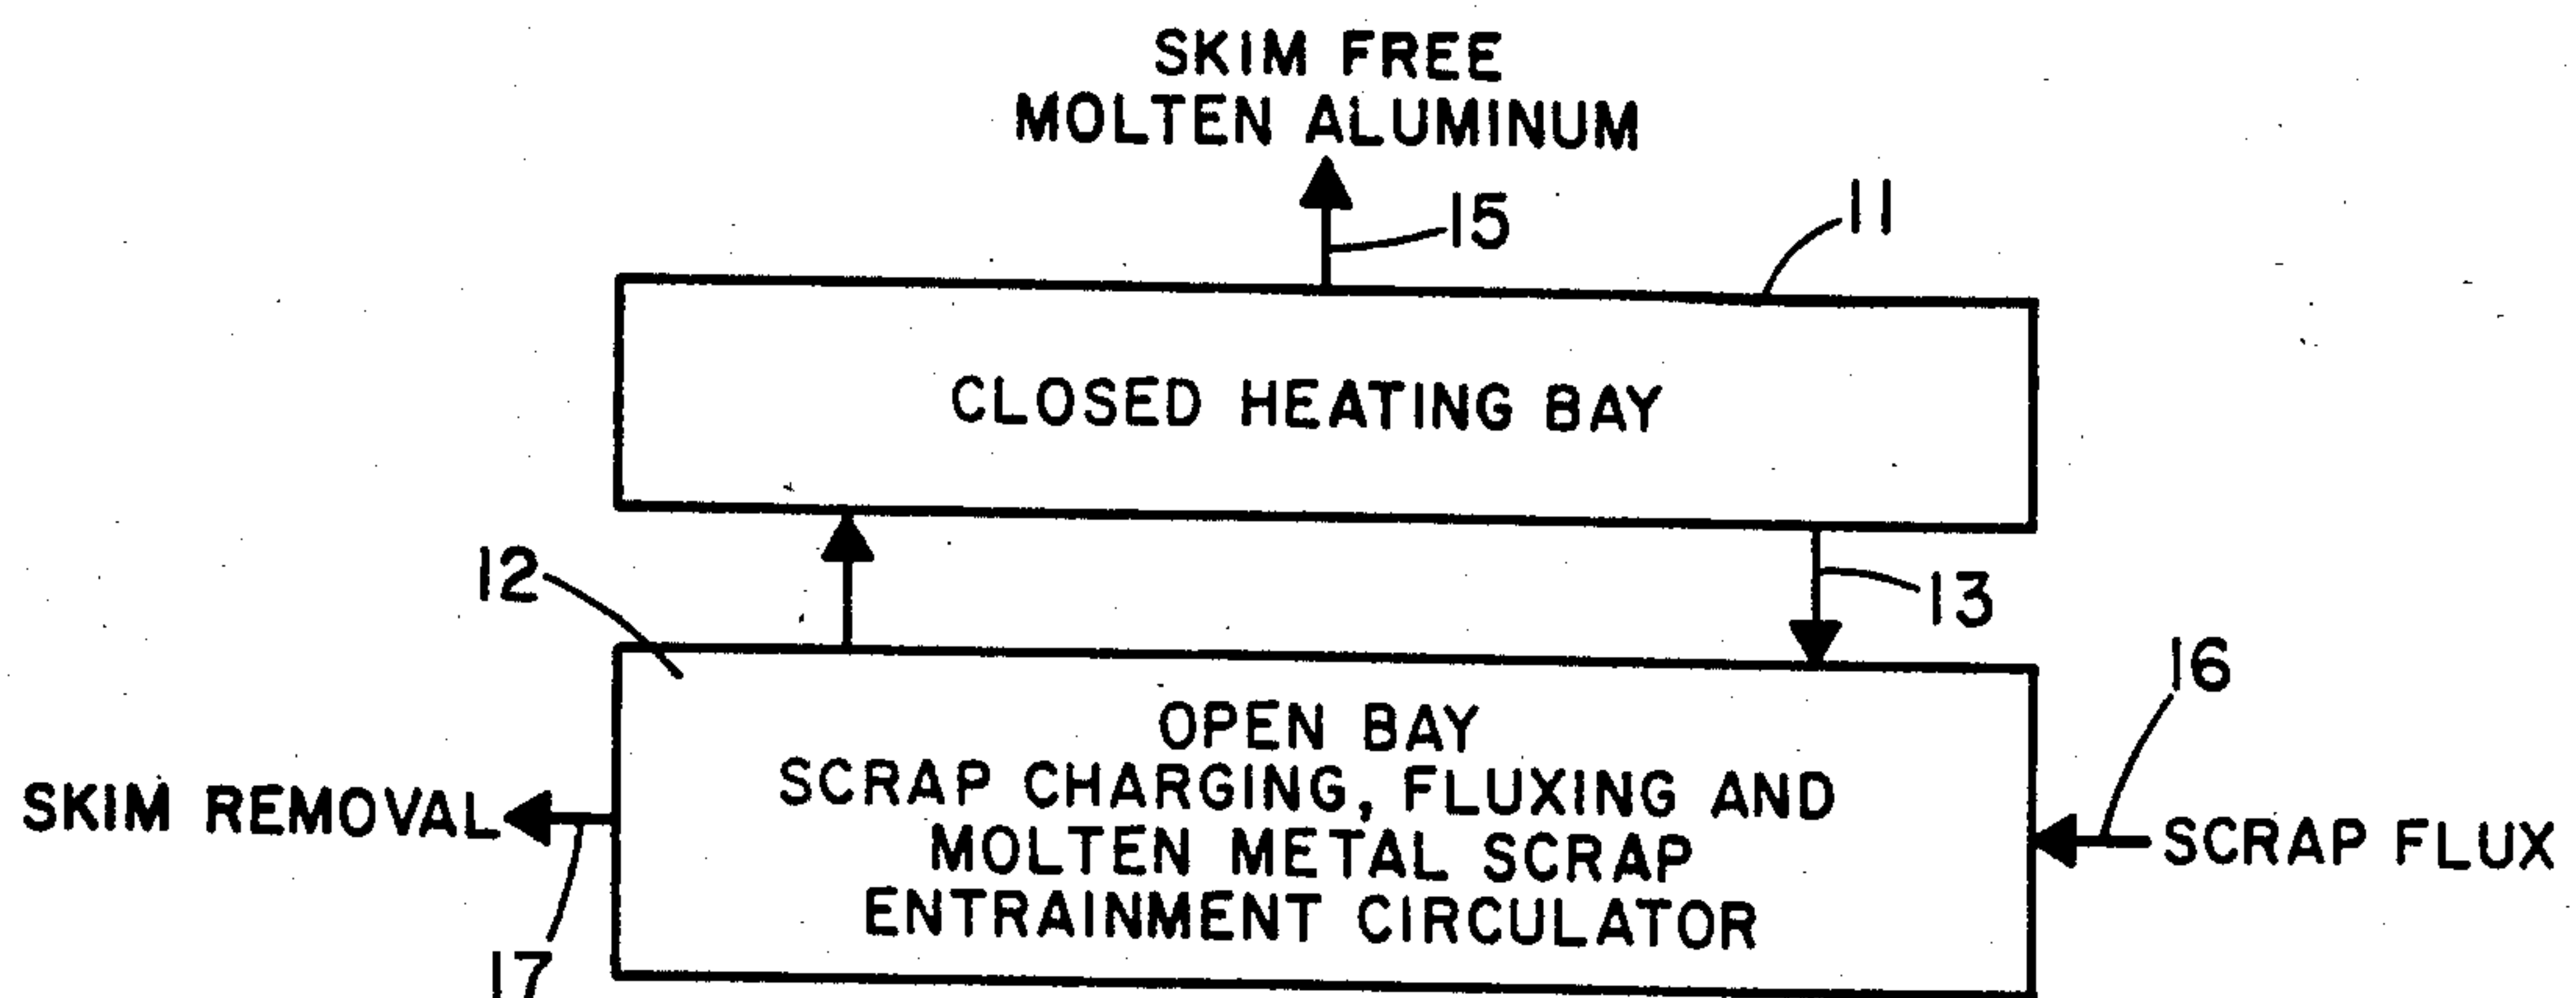 SKIM FREE
MOLTEN ALUMINUM
15
11
CLOSED HEATING BAY
12
13
16
OPEN BAY
SCRAP CHARGING, FLUXING AND
MOLTEN METAL SCRAP
ENTRAINMENT CIRCULATOR
SKIM REMOVAL
SCRAP FLUX
17